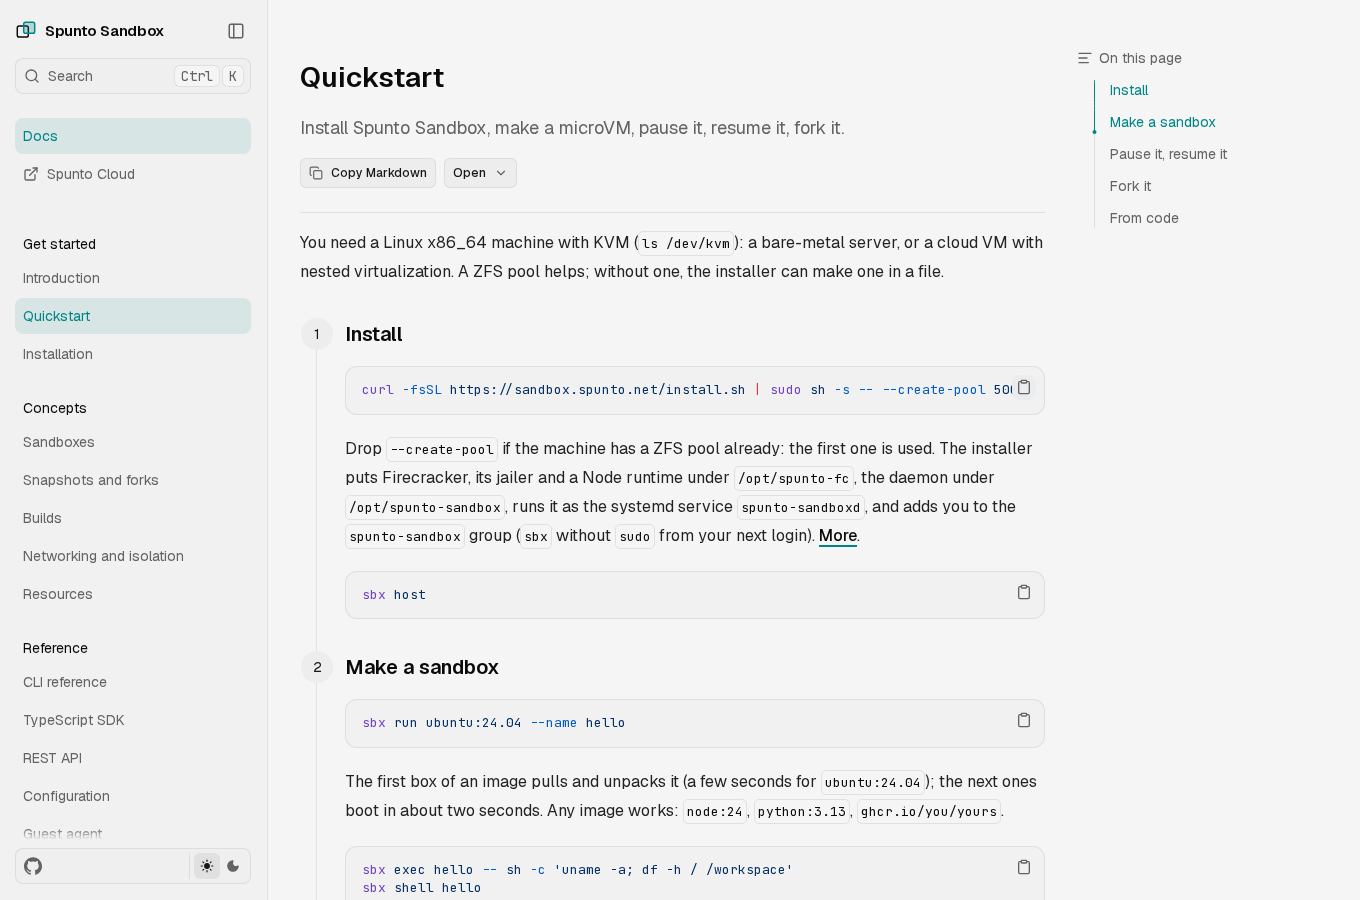 Spunto Sandbox
Search
Ctrl K
Docs
Spunto Cloud
Get started
Introduction
Quickstart
Installation
Concepts
Sandboxes
Snapshots and forks
Builds
Networking and isolation
Resources
Reference
CLI reference
TypeScript SDK
REST API
Configuration
Guest agent
Quickstart
Install Spunto Sandbox, make a microVM, pause it, resume it, fork it.
Copy Markdown
Open
You need a Linux x86_64 machine with KVM (ls /dev/kvm): a bare-metal server, or a cloud VM with
nested virtualization. A ZFS pool helps; without one, the installer can make one in a file.
1
Install
curl -fsSL https://sandbox.spunto.net/install.sh | sudo sh -s -- --create-pool
Drop --create-pool if the machine has a ZFS pool already: the first one is used. The installer
puts Firecracker, its jailer and a Node runtime under /opt/spunto-fc, the daemon under
/opt/spunto-sandbox, runs it as the systemd service spunto-sandboxd, and adds you to the
spunto-sandbox group (sbx without sudo from your next login). More.
sbx host
2
Make a sandbox
sbx run ubuntu:24.04 --name hello
The first box of an image pulls and unpacks it (a few seconds for ubuntu:24.04); the next ones
boot in about two seconds. Any image works: node:24, python:3.13, ghcr.io/you/yours.
sbx exec hello -- sh -c 'uname -a; df -h / /workspace'
sbx shell hello
On this page
Install
Make a sandbox
Pause it, resume it
Fork it
From code